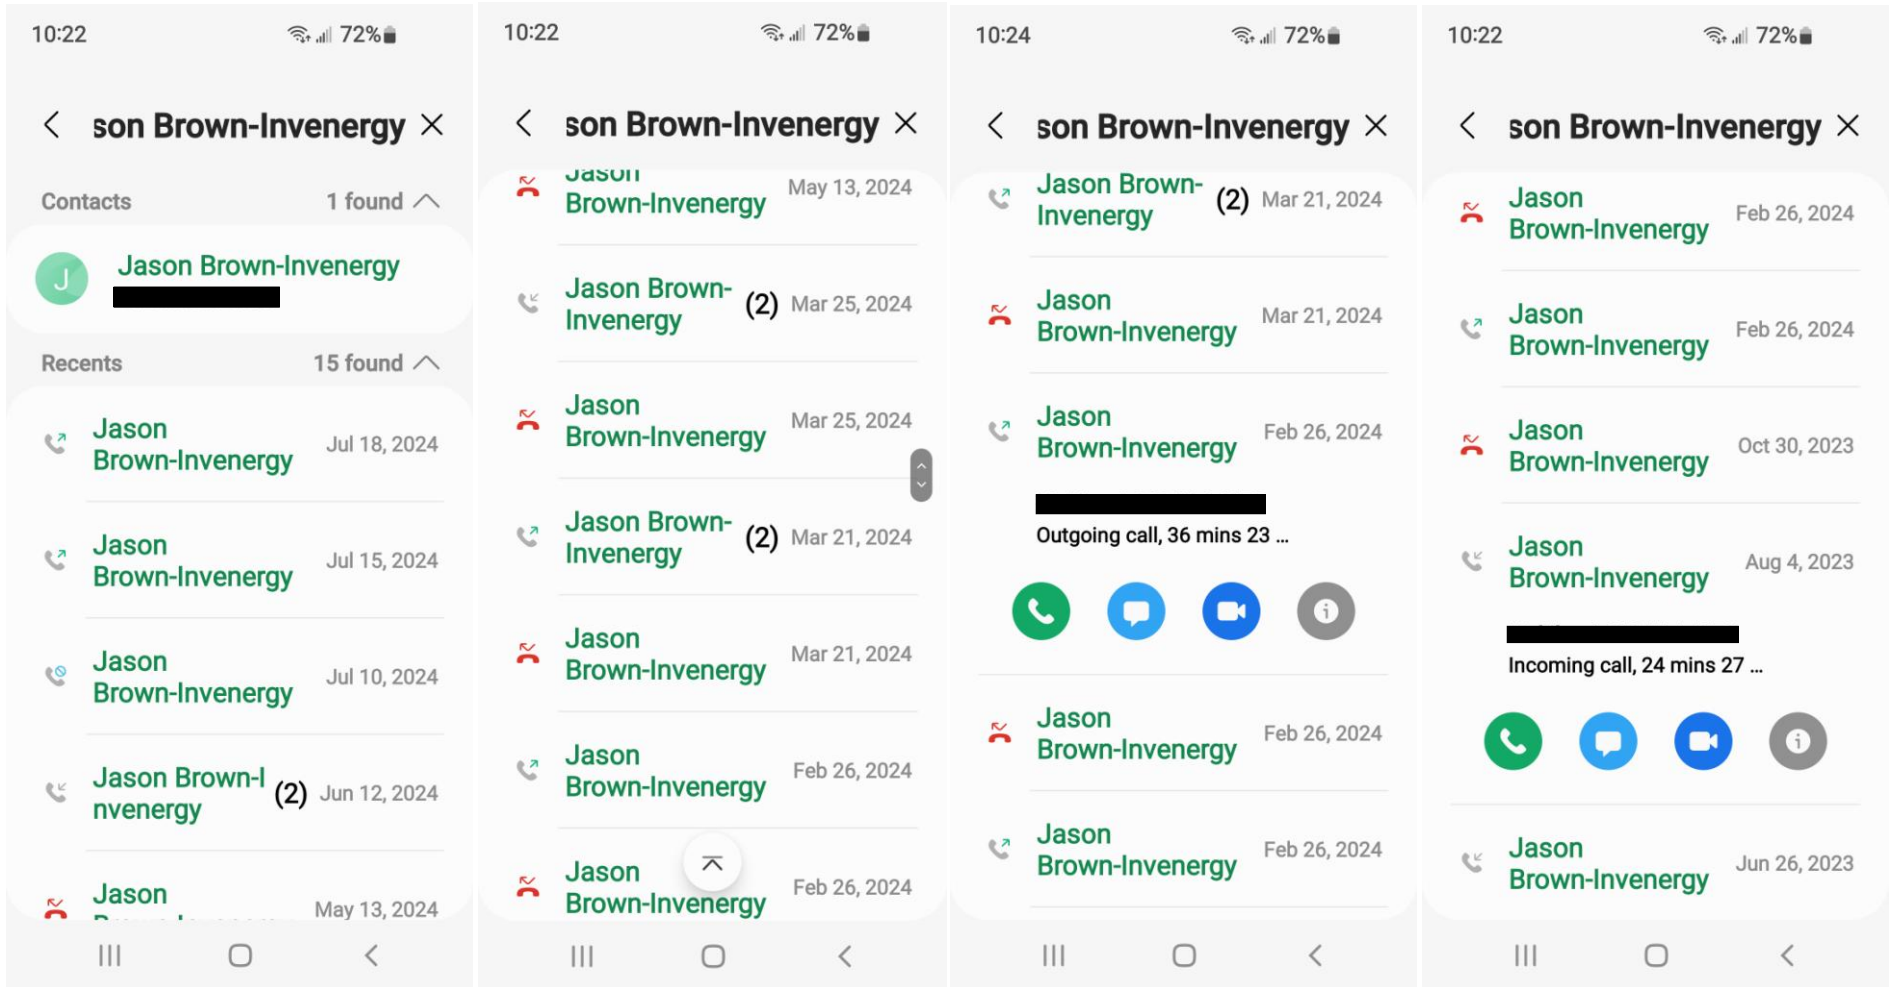 10:22
72%
son Brown-Invenergy
Contacts
1 found
J
Jason Brown-Invenergy
Recents
15 found
Jason
Brown-Invenergy
Jul 18, 2024
Jason
Brown-Invenergy
Jul 15, 2024
Jason
Brown-Invenergy
Jul 10, 2024
Jason Brown-I
nvenergy
(2)
Jun 12, 2024
Jason
May 13, 2024
10:22
72%
son Brown-Invenergy
Jason
Brown-Invenergy
May 13, 2024
Jason Brown-
Invenergy
(2)
Mar 25, 2024
Jason
Brown-Invenergy
Mar 25, 2024
Jason Brown-
Invenergy
(2)
Mar 21, 2024
Jason
Brown-Invenergy
Mar 21, 2024
Jason
Brown-Invenergy
Feb 26, 2024
Jason
Brown-Invenergy
Feb 26, 2024
10:24
72%
son Brown-Invenergy
Jason Brown-
Invenergy
(2)
Mar 21, 2024
Jason
Brown-Invenergy
Mar 21, 2024
Jason
Brown-Invenergy
Feb 26, 2024
Outgoing call, 36 mins 23 ...
Jason
Brown-Invenergy
Feb 26, 2024
Jason
Brown-Invenergy
Feb 26, 2024
10:22
72%
son Brown-Invenergy
Jason
Brown-Invenergy
Feb 26, 2024
Jason
Brown-Invenergy
Feb 26, 2024
Jason
Brown-Invenergy
Oct 30, 2023
Jason
Brown-Invenergy
Aug 4, 2023
Incoming call, 24 mins 27 ...
Jason
Brown-Invenergy
Jun 26, 2023